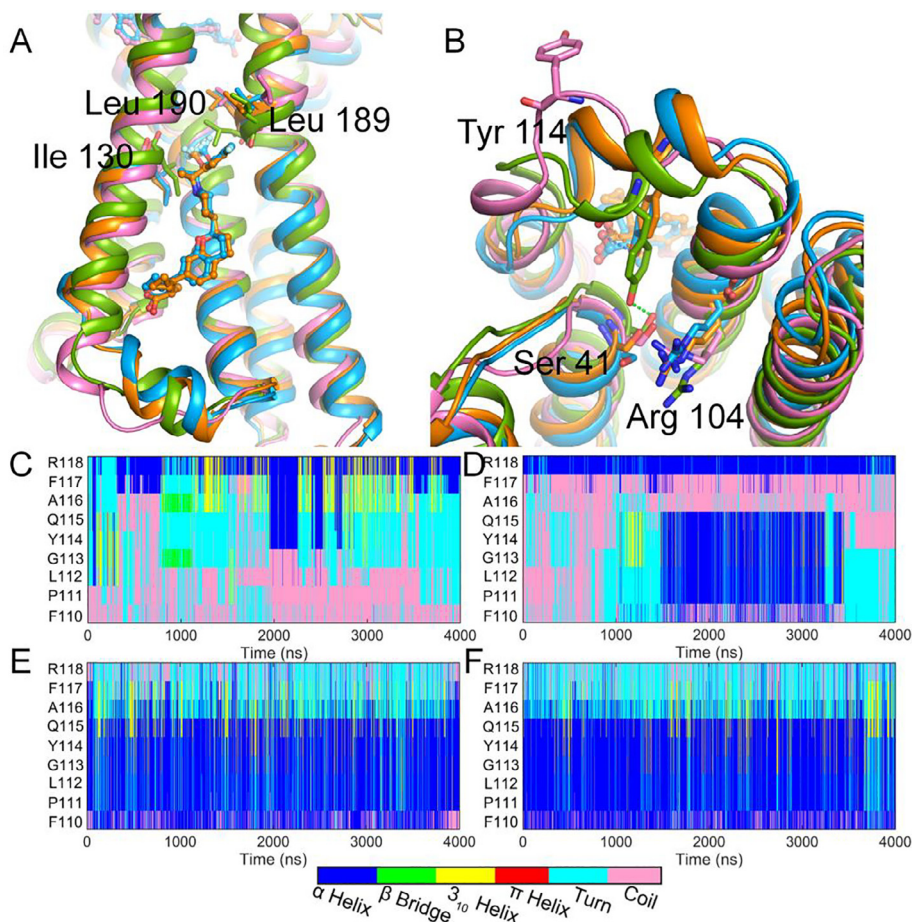 A
B
Leu 190
Leu 189
Ile 130
Tyr 114
Ser 41
Arg 104
C
R118
F117
A116
Q115
Y114
G113
L112
P111
F110
0 1000 2000 3000 4000
Time (ns)
D
R118
F117
A116
Q115
Y114
G113
L112
P111
F110
0 1000 2000 3000 4000
Time (ns)
E
R118
F117
A116
Q115
Y114
G113
L112
P111
F110
0 1000 2000 3000 4000
Time (ns)
F
R118
F117
A116
Q115
Y114
G113
L112
P111
F110
0 1000 2000 3000 4000
Time (ns)
α Helix β Bridge 3₁₀ Helix π Helix Turn Coil